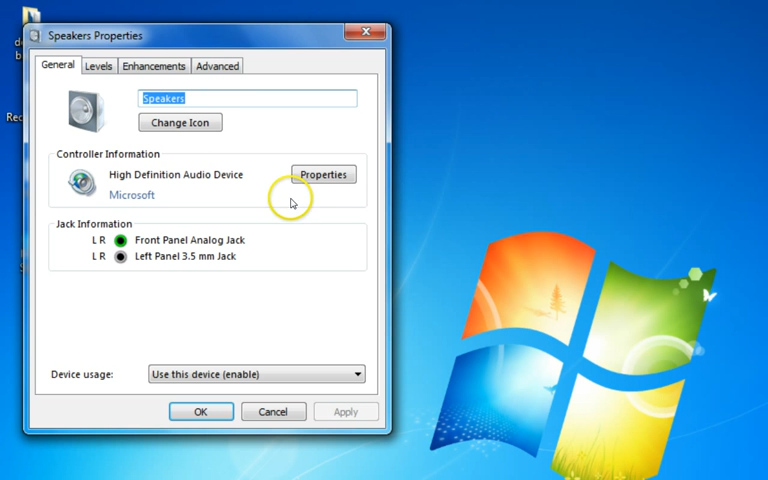 Speakers Properties
General
Levels
Enhancements
Advanced
Speakers
Change Icon
Controller Information
High Definition Audio Device
Properties
Microsoft
Jack Information
L R
Front Panel Analog Jack
L R
Left Panel 3.5 mm Jack
Device usage:
Use this device (enable)
OK
Cancel
Apply